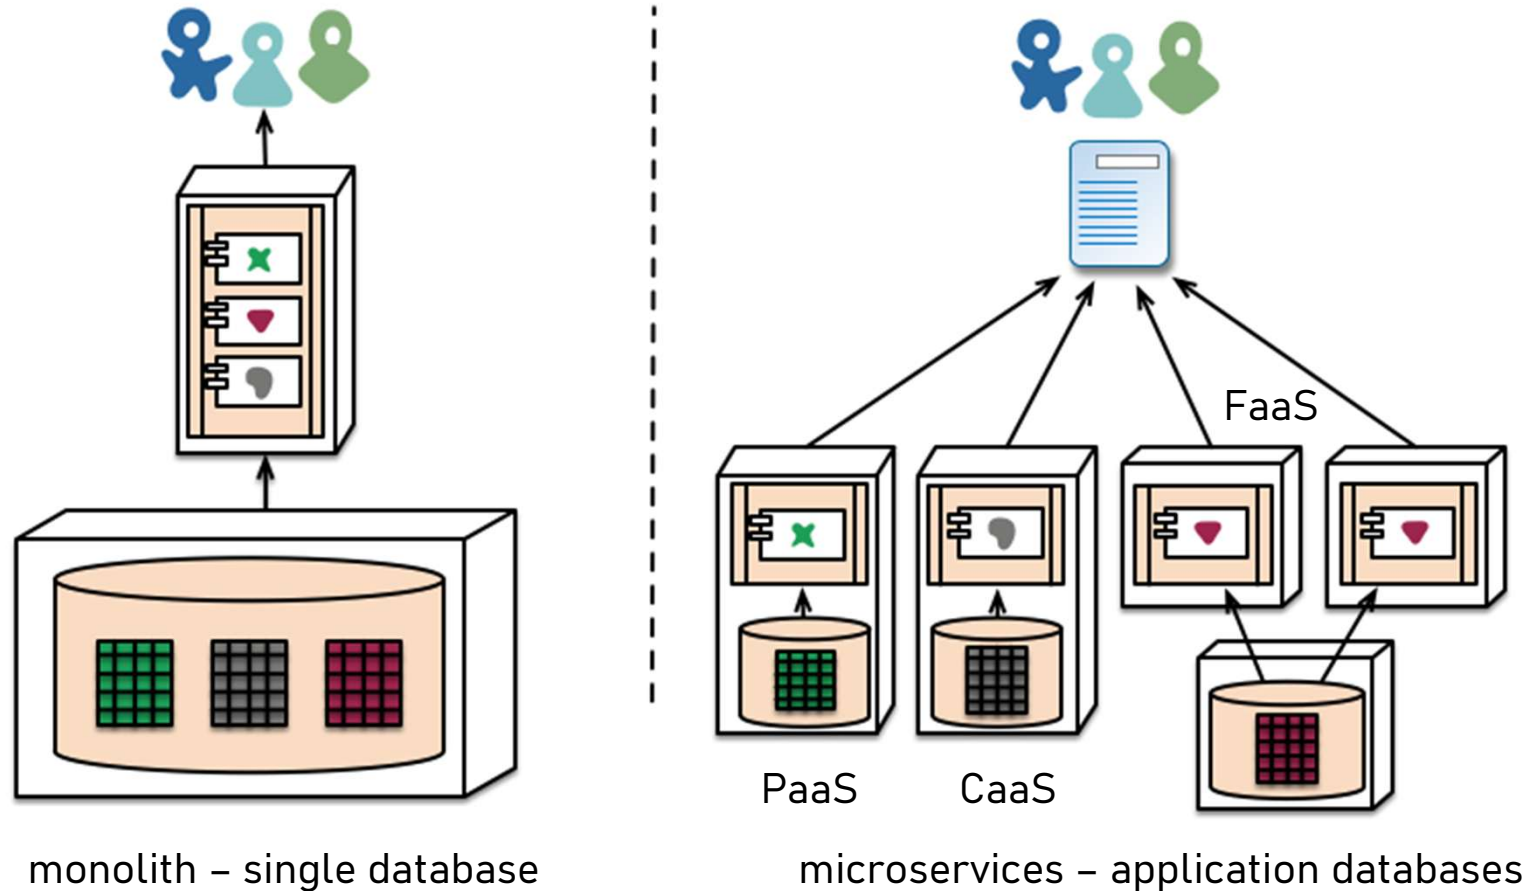 FaaS
PaaS
CaaS
monolith – single database
microservices – application databases